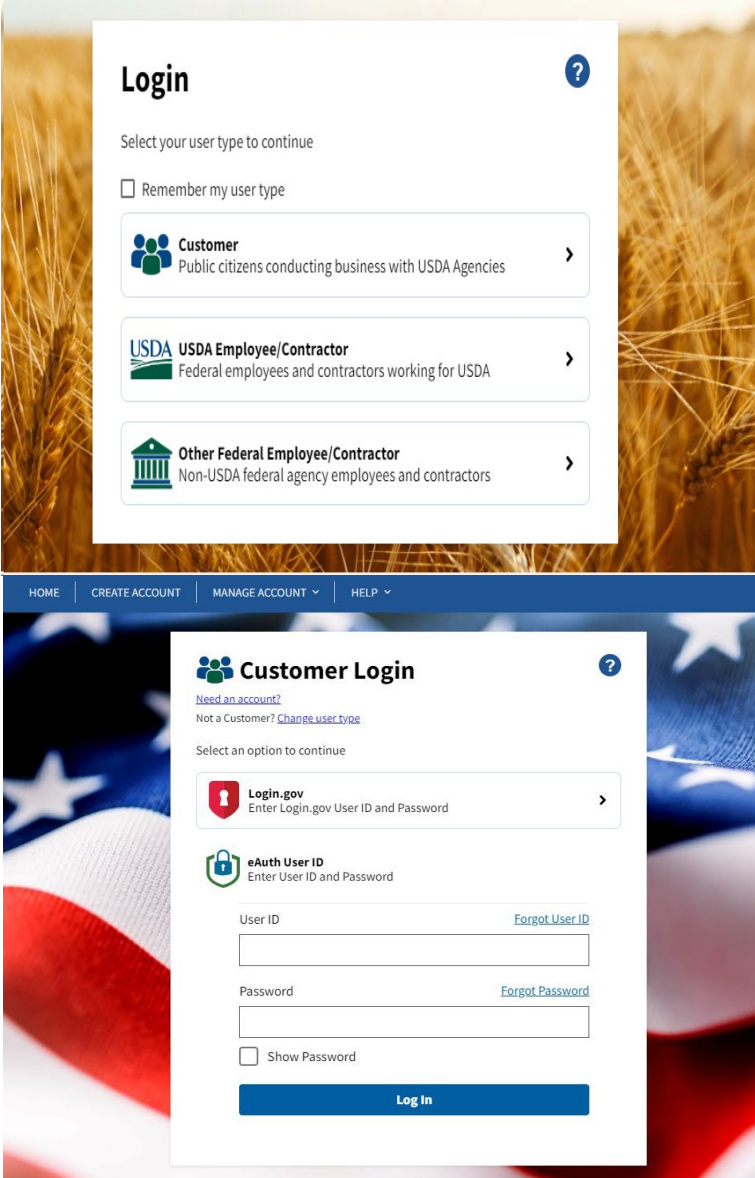 Login
?
Select your user type to continue
Remember my user type
Customer
Public citizens conducting business with USDA Agencies
USDA
USDA Employee/Contractor
Federal employees and contractors working for USDA
Other Federal Employee/Contractor
Non-USDA federal agency employees and contractors
HOME CREATE ACCOUNT MANAGE ACCOUNT HELP
Customer Login
?
Need an account?
Not a Customer? Change user type
Select an option to continue
Login.gov
Enter Login.gov User ID and Password
eAuth User ID
Enter User ID and Password
User ID Forgot User ID
Password Forgot Password
Show Password
Log In